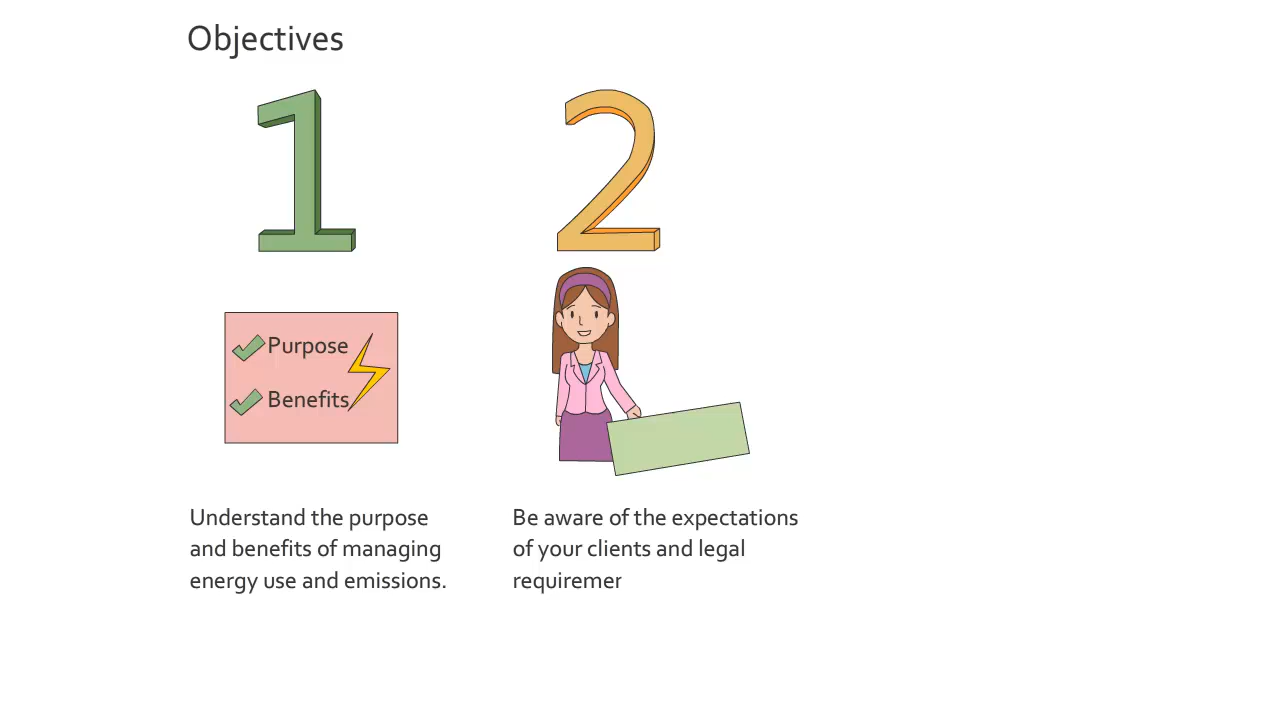 Objectives
1
2
Purpose
Benefits
Understand the purpose
and benefits of managing
energy use and emissions.
Be aware of the expectations
of your clients and legal
requiremer